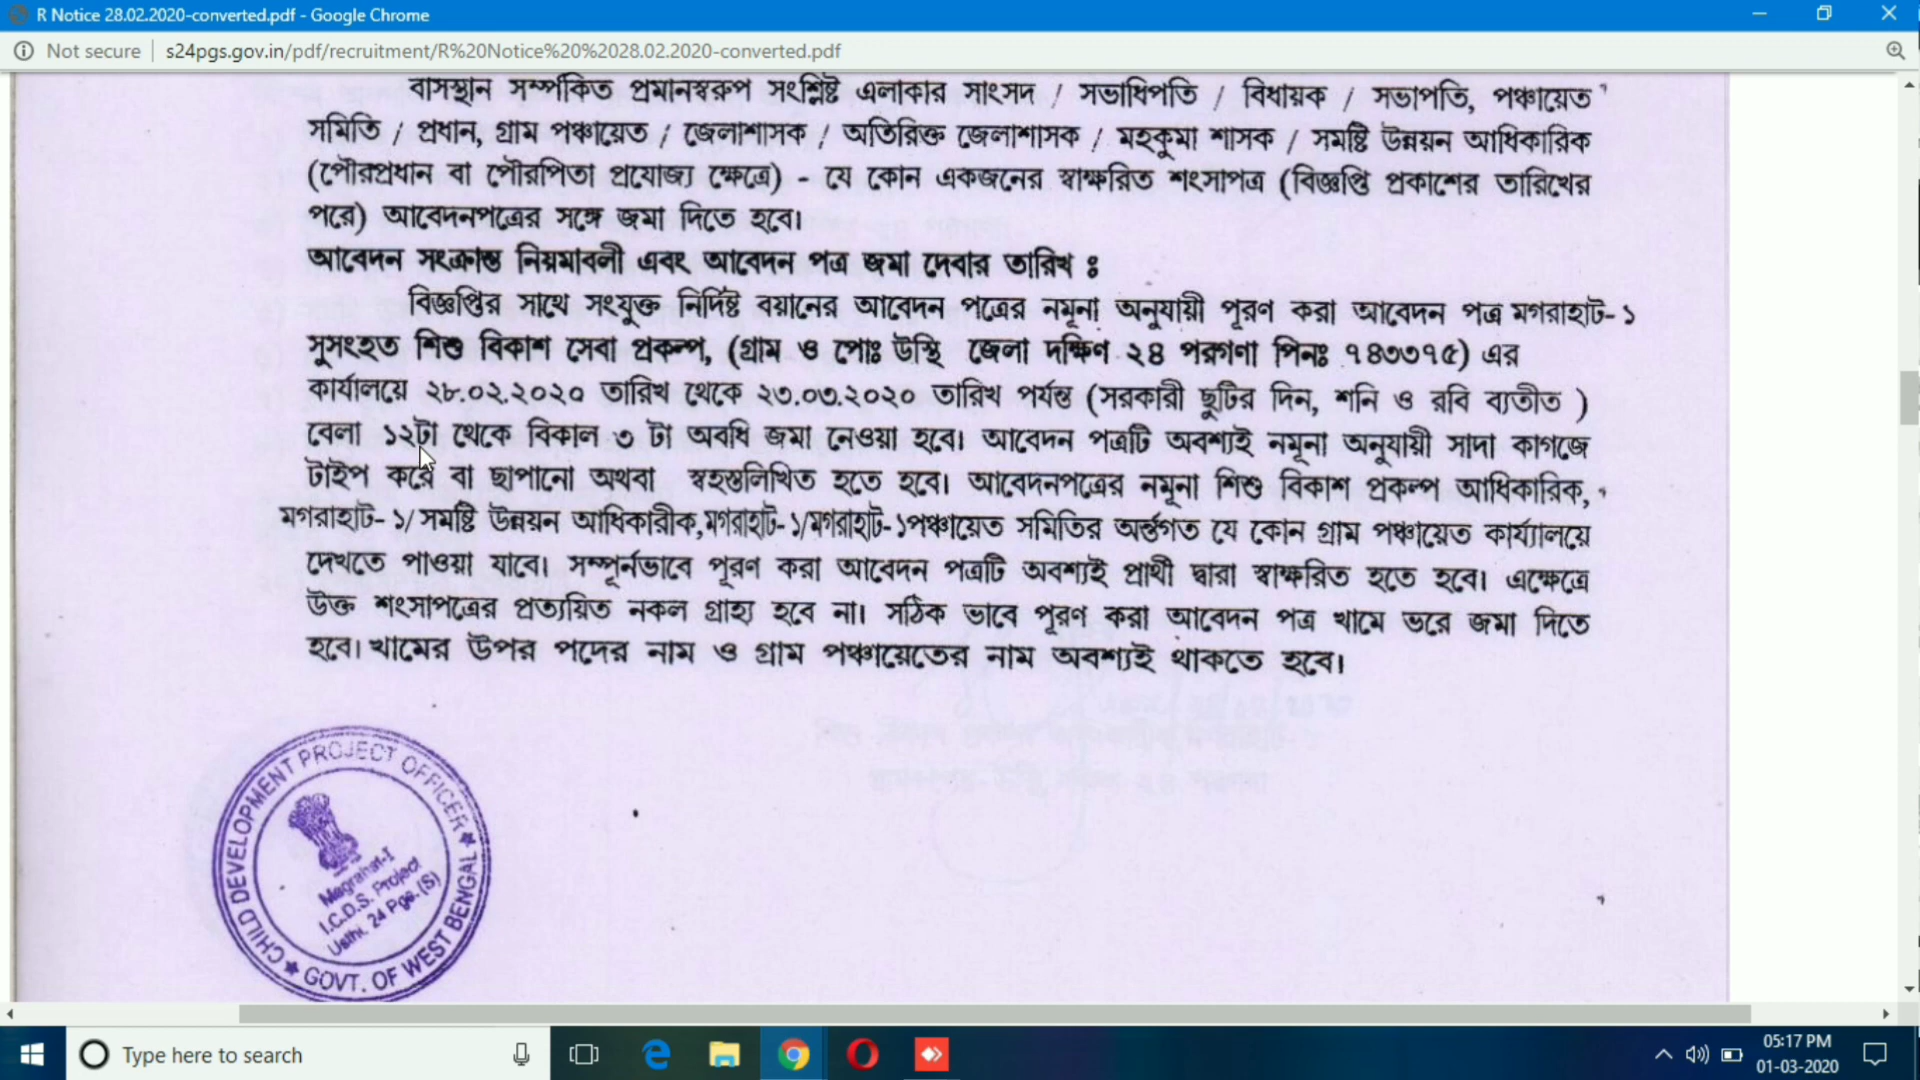 R Notice 28.02.2020-converted.pdf - Google Chrome
Not secure | s24pgs.gov.in/pdf/recruitment/R%20Notice%20%2028.02.2020-converted.pdf
বাসস্থান সম্পর্কিত প্রমানস্বরুপ সংশ্লিষ্ট এলাকার সাংসদ / সভাধিপতি / বিধায়ক / সভাপতি, পঞ্চায়েত
সমিতি / প্রধান, গ্রাম পঞ্চায়েত / জেলাশাসক / অতিরিক্ত জেলাশাসক / মহকুমা শাসক / সমষ্টি উন্নয়ন আধিকারিক
(পৌরপ্রধান বা পৌরপিতা প্রযোজ্য ক্ষেত্রে) - যে কোন একজনের স্বাক্ষরিত শংসাপত্র (বিজ্ঞপ্তি প্রকাশের তারিখের
পরে) আবেদনপত্রের সঙ্গে জমা দিতে হবে।
আবেদন সংক্রান্ত নিয়মাবলী এবং আবেদন পত্র জমা দেবার তারিখ ঃ
বিজ্ঞপ্তির সাথে সংযুক্ত নির্দিষ্ট বয়ানের আবেদন পত্রের নমূনা অনুযায়ী পূরণ করা আবেদন পত্র মগরাহাট- ১
সুসংহত শিশু বিকাশ সেবা প্রকল্প, (গ্রাম ও পোঃ উস্থি জেলা দক্ষিণ ২৪ পরগণা পিনঃ ৭৪৩৩৭৫) এর
কার্যালয়ে ২৮.০২.২০২০ তারিখ থেকে ২৩.০৩.২০২০ তারিখ পর্যন্ত (সরকারী ছুটির দিন, শনি ও রবি ব্যতীত )
বেলা ১২টা থেকে বিকাল ৩ টা অবধি জমা নেওয়া হবে। আবেদন পত্রটি অবশ্যই নমূনা অনুযায়ী সাদা কাগজে
টাইপ করে বা ছাপানো অথবা স্বহস্তলিখিত হতে হবে। আবেদনপত্রের নমূনা শিশু বিকাশ প্রকল্প আধিকারিক,
মগরাহাট- ১/ সমষ্টি উন্নয়ন আধিকারীক,মগরাহাট- ১/মগরাহাট- ১পঞ্চায়েত সমিতির অর্ন্তগত যে কোন গ্রাম পঞ্চায়েত কার্য্যালয়ে
দেখতে পাওয়া যাবে। সম্পূর্নভাবে পূরণ করা আবেদন পত্রটি অবশ্যই প্রার্থী দ্বারা স্বাক্ষরিত হতে হবে। এক্ষেত্রে
উক্ত শংসাপত্রের প্রত্যয়িত নকল গ্রাহ্য হবে না। সঠিক ভাবে পূরণ করা আবেদন পত্র খামে ভরে জমা দিতে
হবে। খামের উপর পদের নাম ও গ্রাম পঞ্চায়েতের নাম অবশ্যই থাকতে হবে।
CHILD DEVELOPMENT PROJECT OFFICER
Magrahat-I
I.C.D.S. Project
Usthi, 24 Pgs.(S)
GOVT. OF WEST BENGAL
Type here to search
05:17 PM
01-03-2020